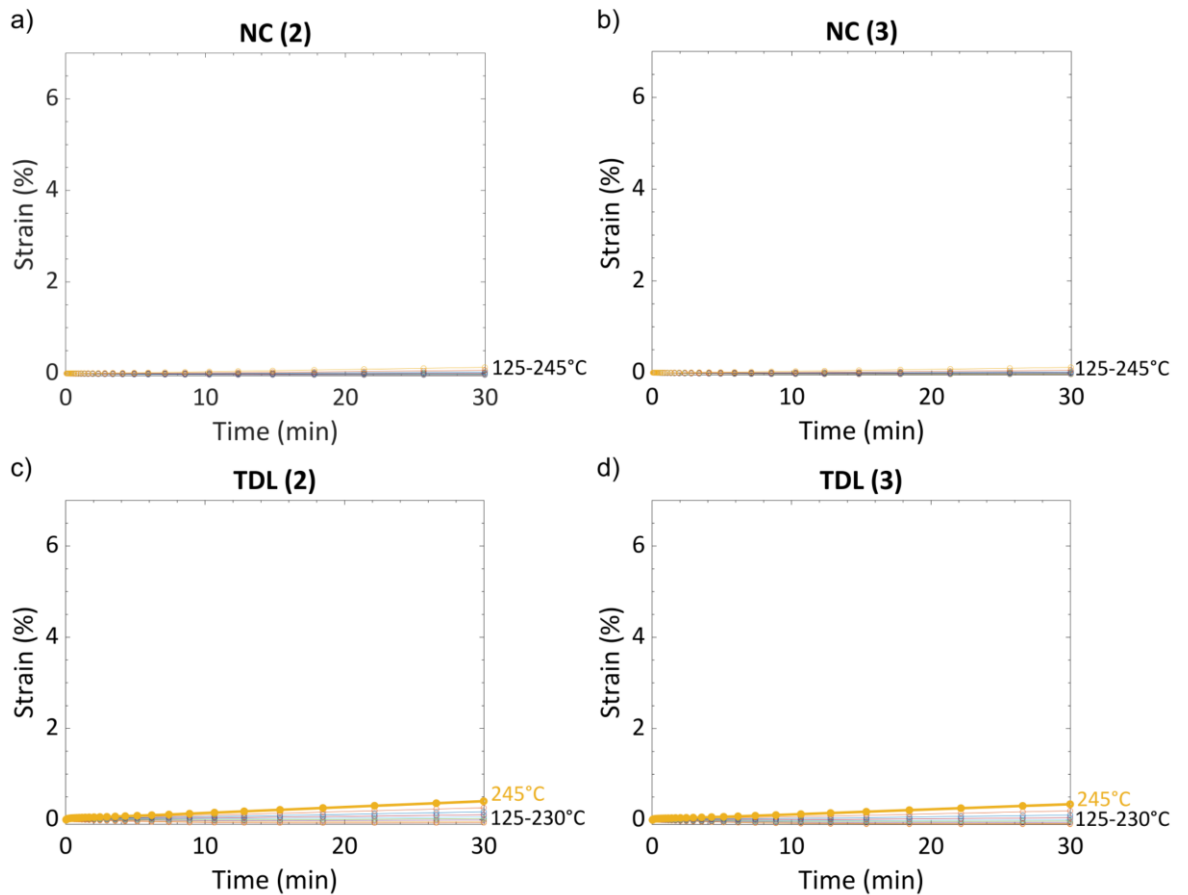 a)
NC (2)
Strain (%)
6
4
2
0
125-245°C
0
10
20
30
Time (min)
b)
NC (3)
Strain (%)
6
4
2
0
125-245°C
0
10
20
30
Time (min)
c)
TDL (2)
Strain (%)
6
4
2
0
245°C
125-230°C
0
10
20
30
Time (min)
d)
TDL (3)
Strain (%)
6
4
2
0
245°C
125-230°C
0
10
20
30
Time (min)